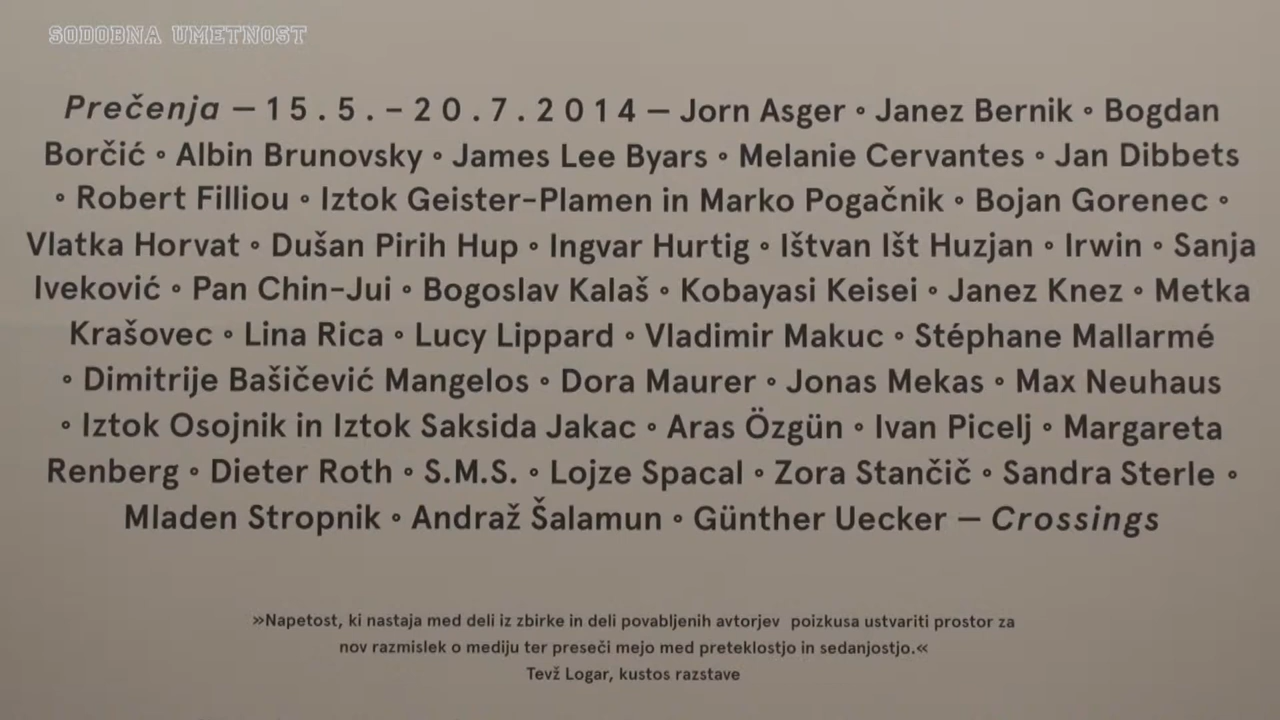 SODOBNA UMETNOST
Prečenja — 15.5.–20.7.2014 — Jorn Asger ∘ Janez Bernik ∘ Bogdan
Borčić ∘ Albin Brunovsky ∘ James Lee Byars ∘ Melanie Cervantes ∘ Jan Dibbets
∘ Robert Filliou ∘ Iztok Geister-Plamen in Marko Pogačnik ∘ Bojan Gorenec ∘
Vlatka Horvat ∘ Dušan Pirih Hup ∘ Ingvar Hurtig ∘ Ištvan Išt Huzjan ∘ Irwin ∘ Sanja
Iveković ∘ Pan Chin-Jui ∘ Bogoslav Kalaš ∘ Kobayasi Keisei ∘ Janez Knez ∘ Metka
Krašovec ∘ Lina Rica ∘ Lucy Lippard ∘ Vladimir Makuc ∘ Stéphane Mallarmé
∘ Dimitrije Bašičević Mangelos ∘ Dora Maurer ∘ Jonas Mekas ∘ Max Neuhaus
∘ Iztok Osojnik in Iztok Saksida Jakac ∘ Aras Özgün ∘ Ivan Picelj ∘ Margareta
Renberg ∘ Dieter Roth ∘ S.M.S. ∘ Lojze Spacal ∘ Zora Stančič ∘ Sandra Sterle ∘
Mladen Stropnik ∘ Andraž Šalamun ∘ Günther Uecker — Crossings
»Napetost, ki nastaja med deli iz zbirke in deli povabljenih avtorjev poizkusa ustvariti prostor za
nov razmislek o mediju ter preseči mejo med preteklostjo in sedanjostjo.«
Tevž Logar, kustos razstave